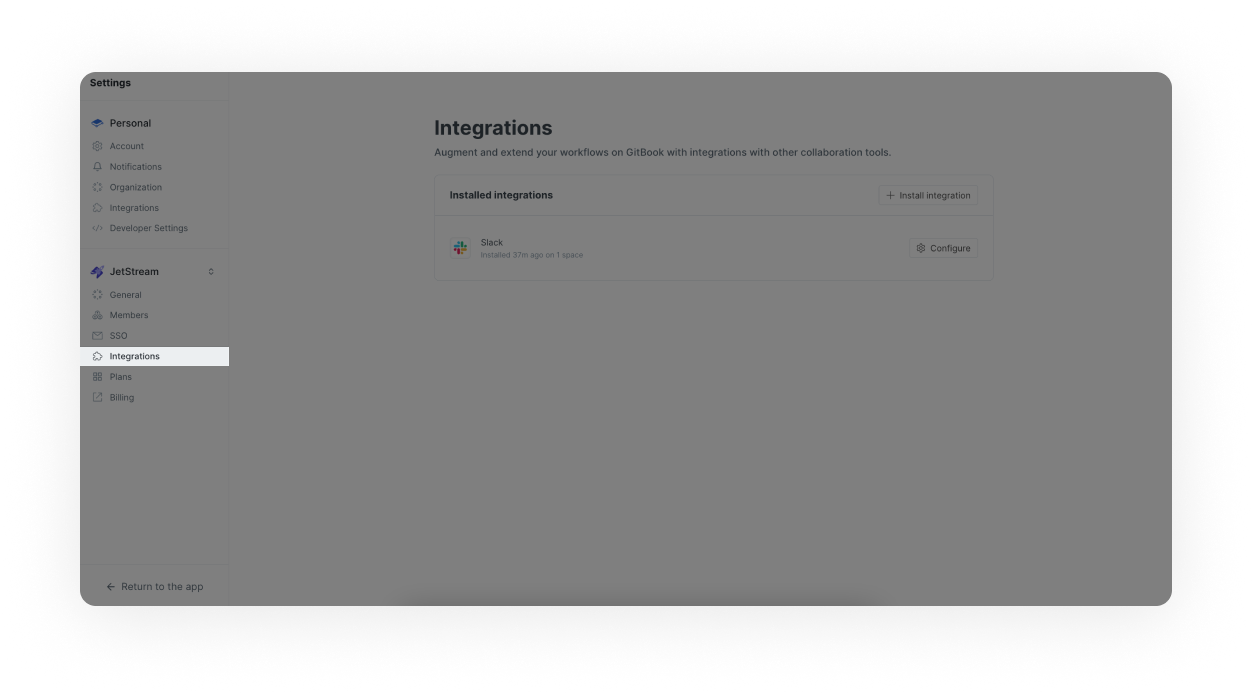 Settings
Personal
Account
Notifications
Organization
Integrations
Developer Settings
JetStream
General
Members
SSO
Integrations
Plans
Billing
Return to the app
Integrations
Augment and extend your workflows on GitBook with integrations with other collaboration tools.
Installed integrations
Install integration
Slack
Installed 37m ago on 1 space
Configure